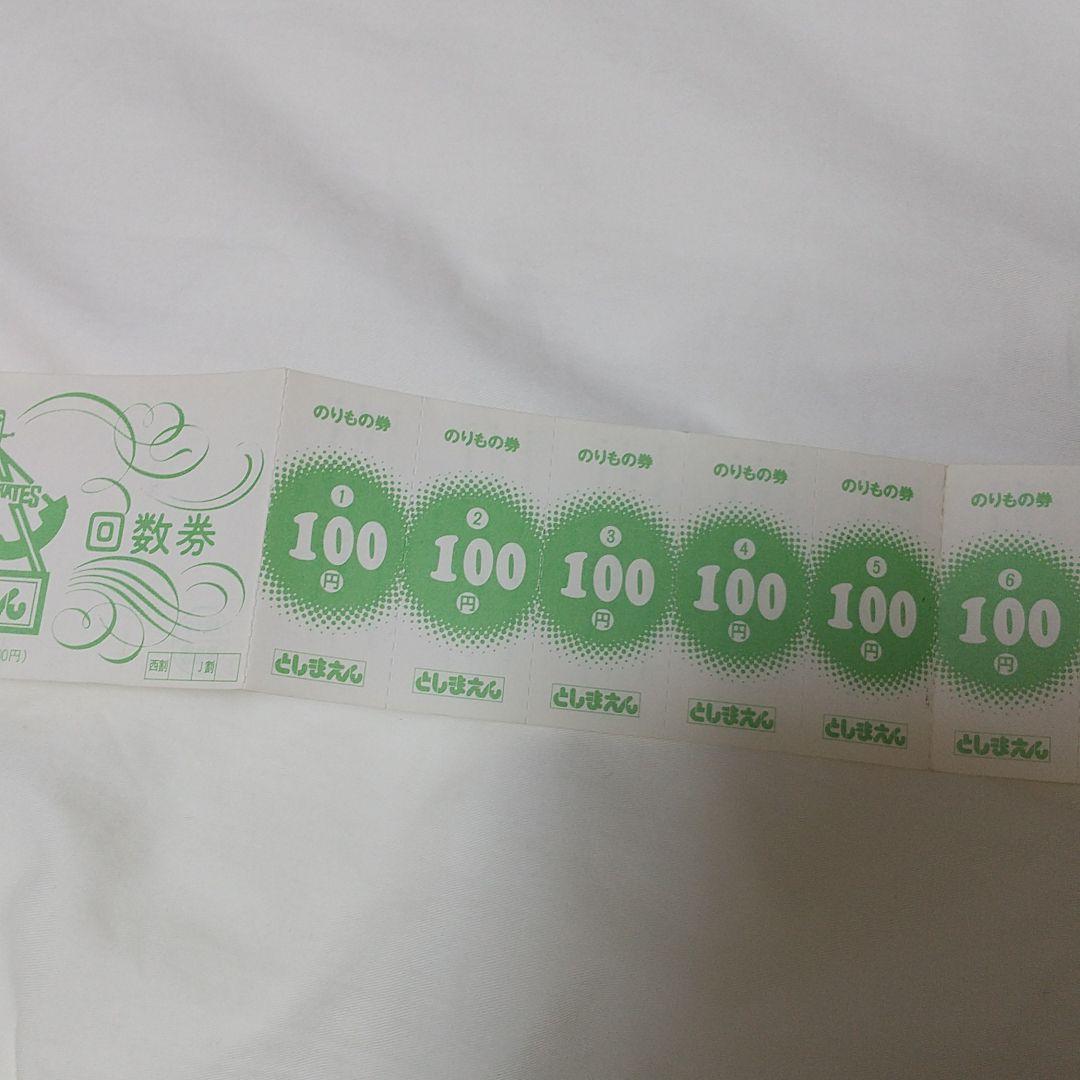 回数券
西割
J割
のりもの券
①
100
円
としまえん
のりもの券
②
100
円
としまえん
のりもの券
③
100
円
としまえん
のりもの券
④
100
円
としまえん
のりもの券
⑤
100
円
としまえん
のりもの券
⑥
100
円
としまえん